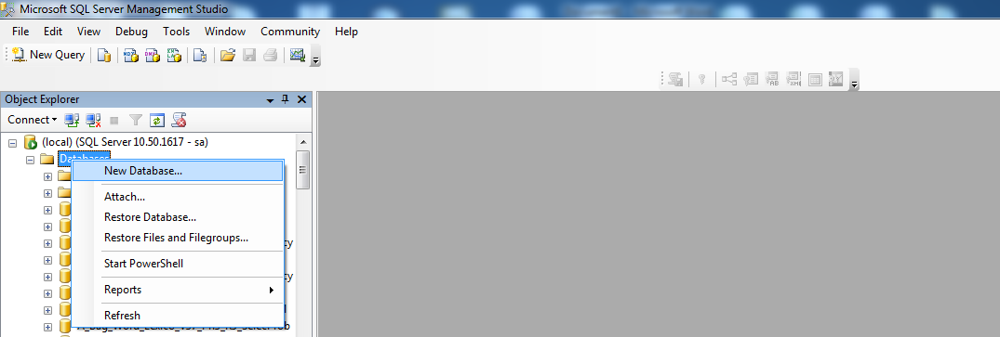 Microsoft SQL Server Management Studio
File Edit View Debug Tools Window Community Help
New Query
Object Explorer
Connect
(local) (SQL Server 10.50.1617 - sa)
Databases
New Database...
Attach...
Restore Database...
Restore Files and Filegroups...
cy
Start PowerShell
cy
Reports
Refresh